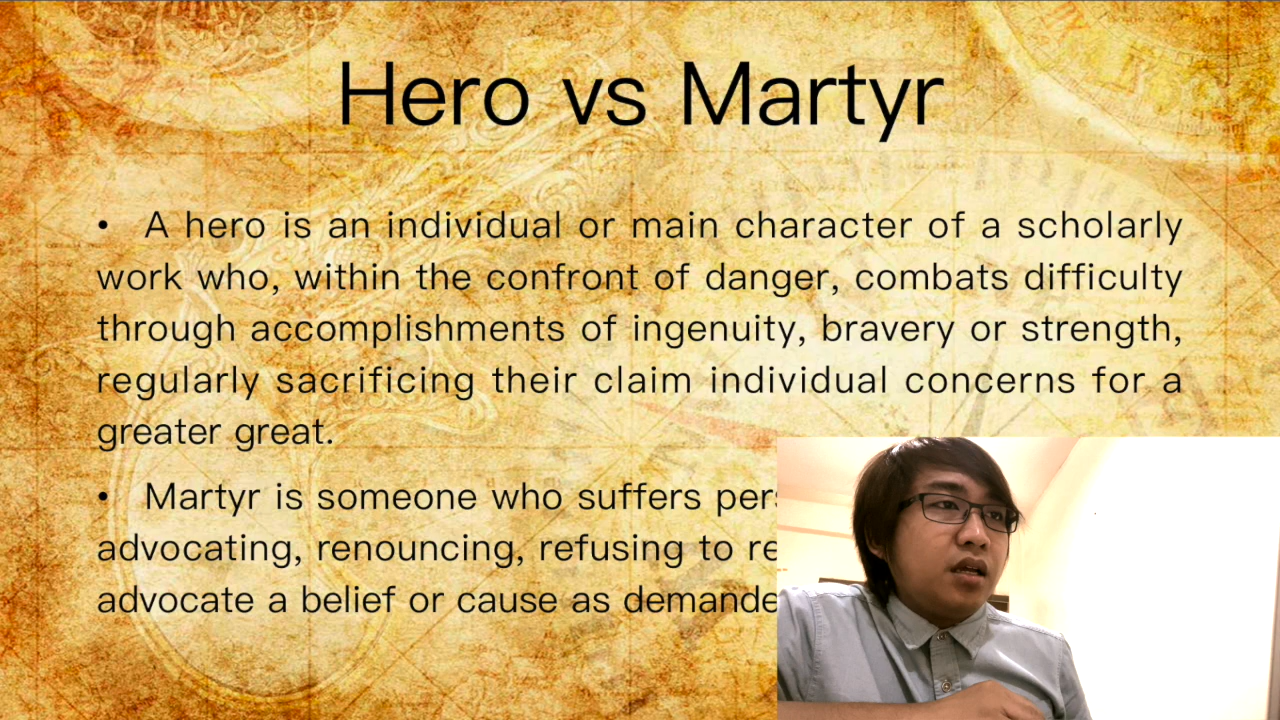 Hero vs Martyr
• A hero is an individual or main character of a scholarly
work who, within the confront of danger, combats difficulty
through accomplishments of ingenuity, bravery or strength,
regularly sacrificing their claim individual concerns for a
greater great.
• Martyr is someone who suffers
advocating, renouncing, refusing to
advocate a belief or cause as